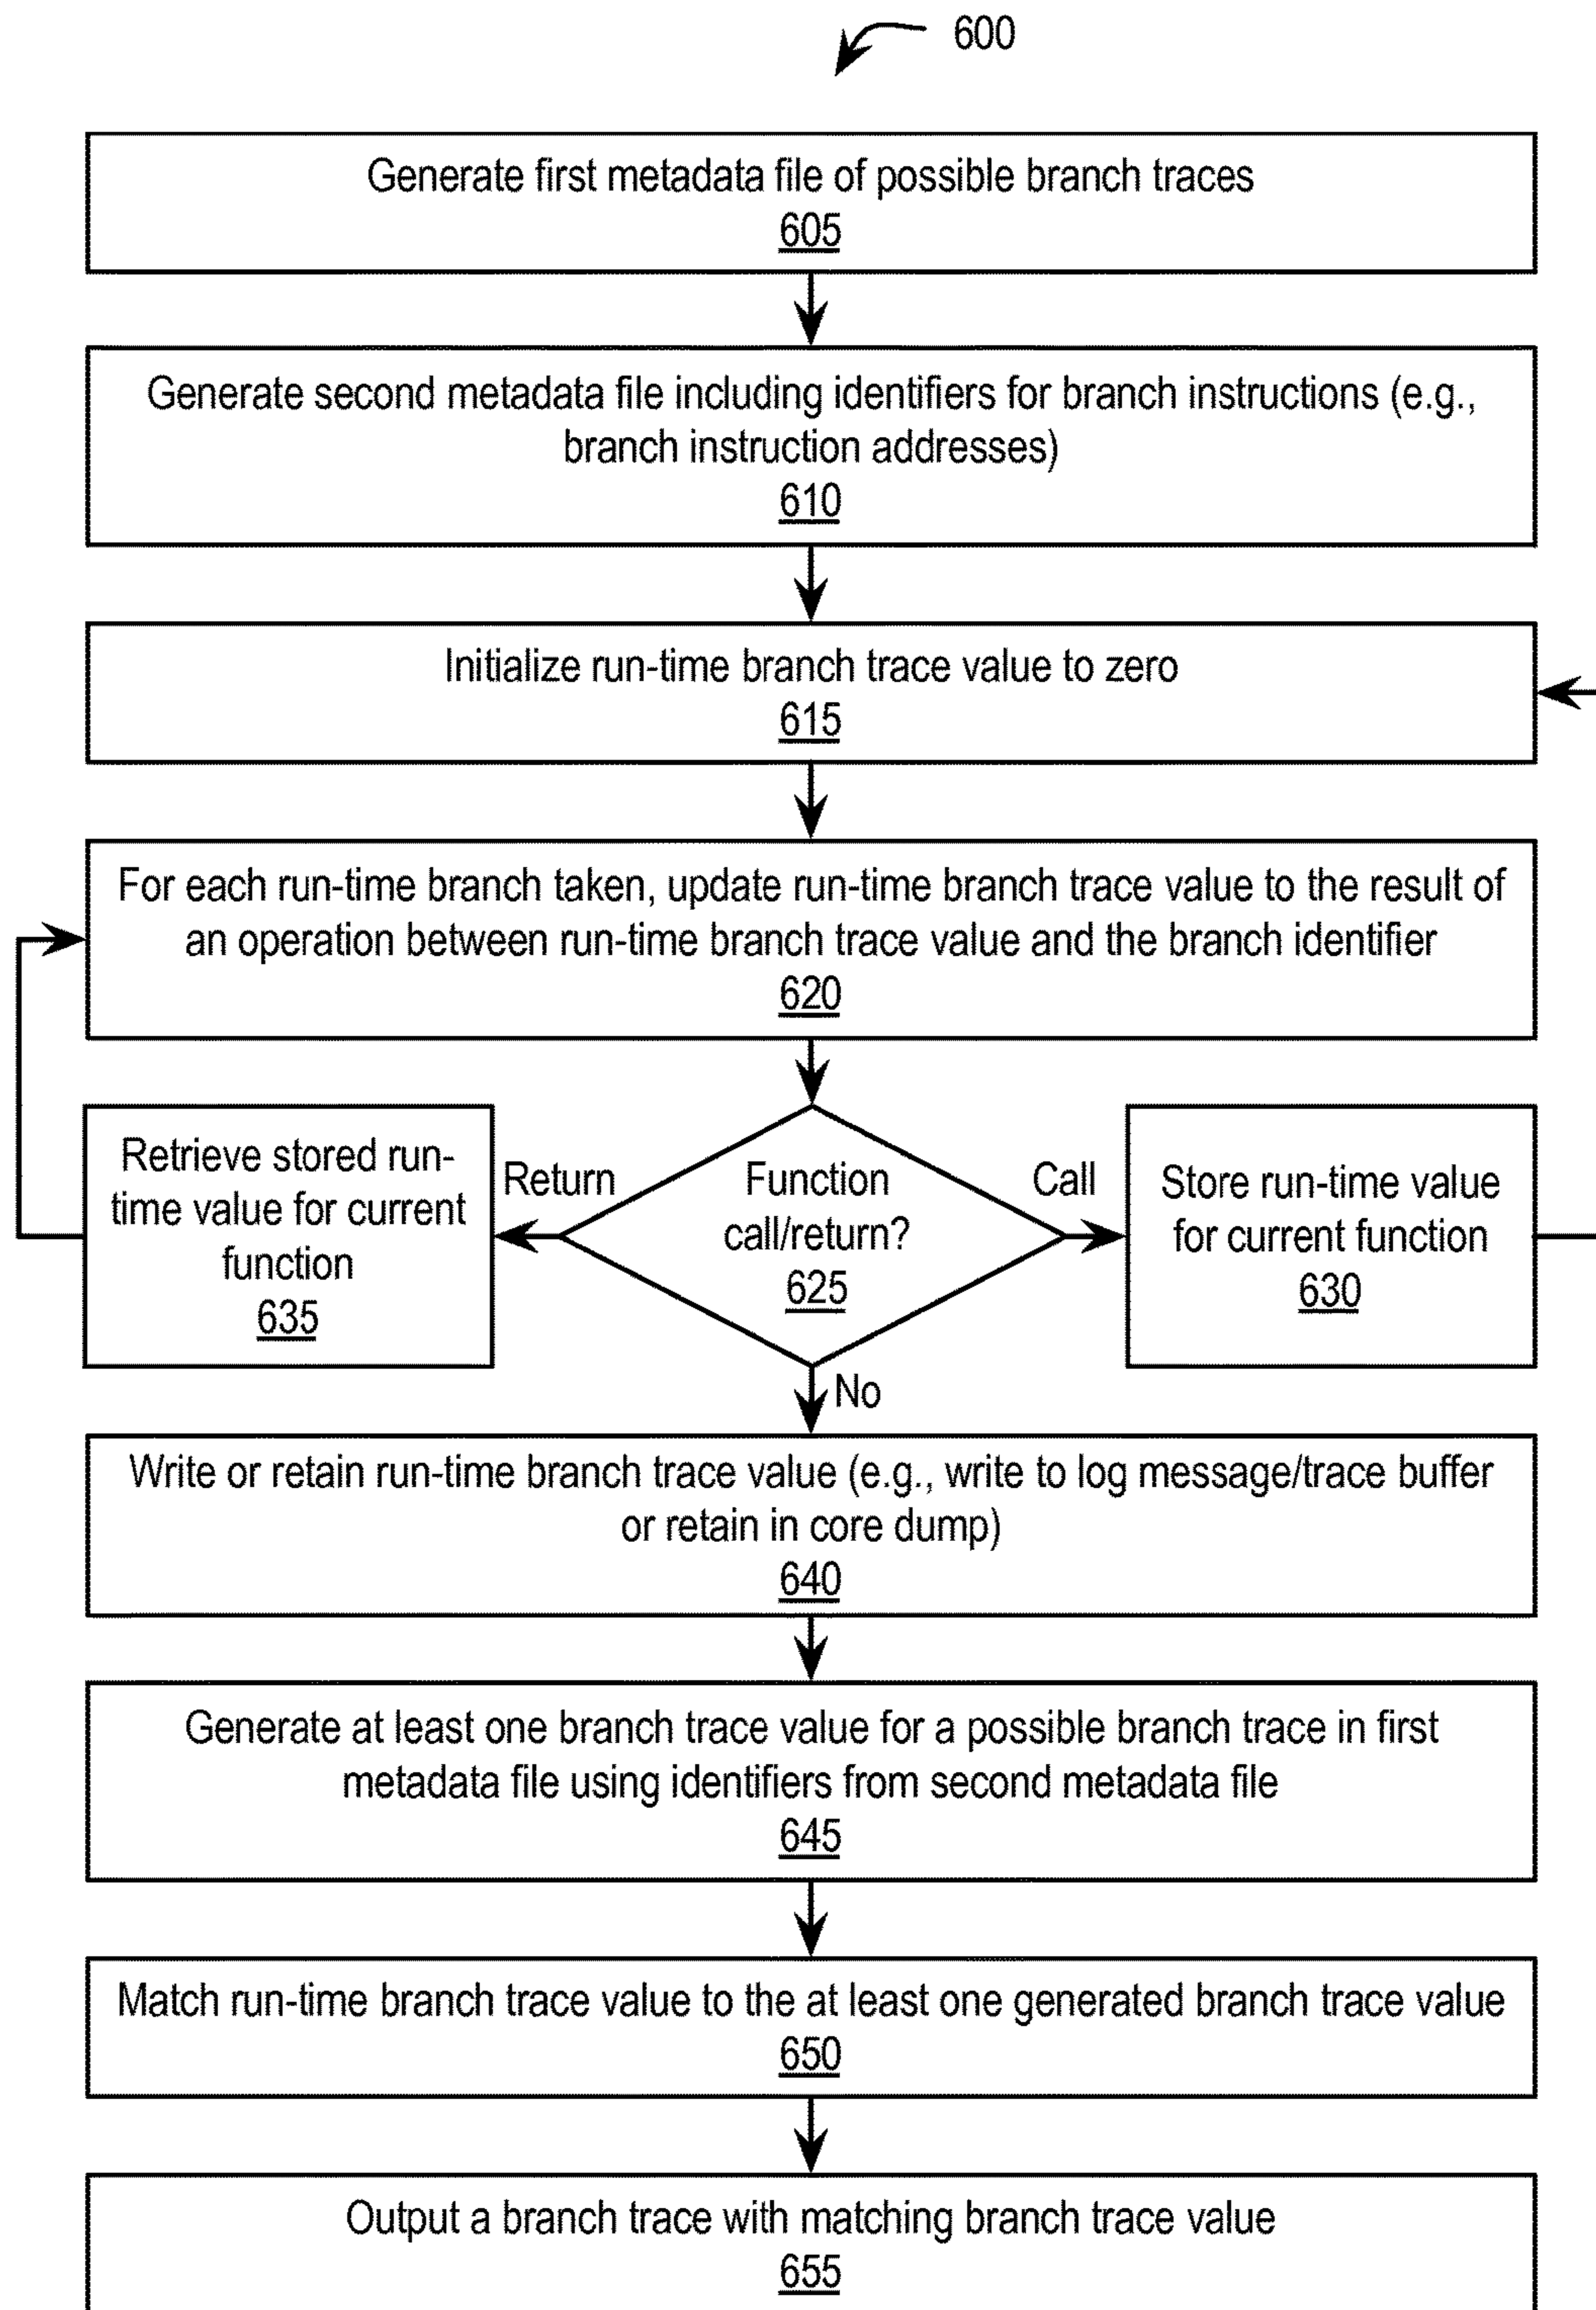 600
Generate first metadata file of possible branch traces
605
Generate second metadata file including identifiers for branch instructions (e.g.,
branch instruction addresses)
610
Initialize run-time branch trace value to zero
615
For each run-time branch taken, update run-time branch trace value to the result of
an operation between run-time branch trace value and the branch identifier
620
Retrieve stored run-
time value for current
function
635
Return
Function
call/return?
625
Call
Store run-time value
for current function
630
No
Write or retain run-time branch trace value (e.g., write to log message/trace buffer
or retain in core dump)
640
Generate at least one branch trace value for a possible branch trace in first
metadata file using identifiers from second metadata file
645
Match run-time branch trace value to the at least one generated branch trace value
650
Output a branch trace with matching branch trace value
655